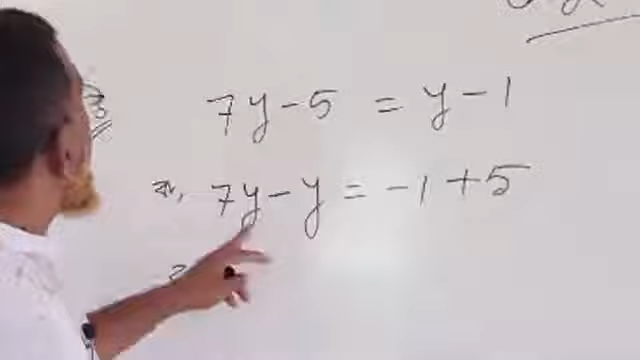 7y - 5 = y - 1
বা, 7y - y = -1 + 5